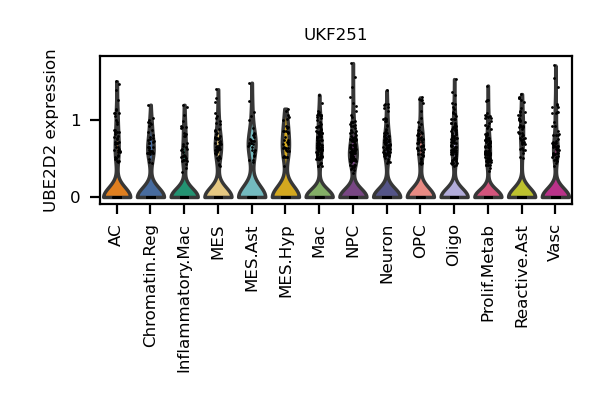 UKF251
UBE2D2 expression
1
0
AC
Chromatin.Reg
Inflammatory.Mac
MES
MES.Ast
MES.Hyp
Mac
NPC
Neuron
OPC
Oligo
Prolif.Metab
Reactive.Ast
Vasc